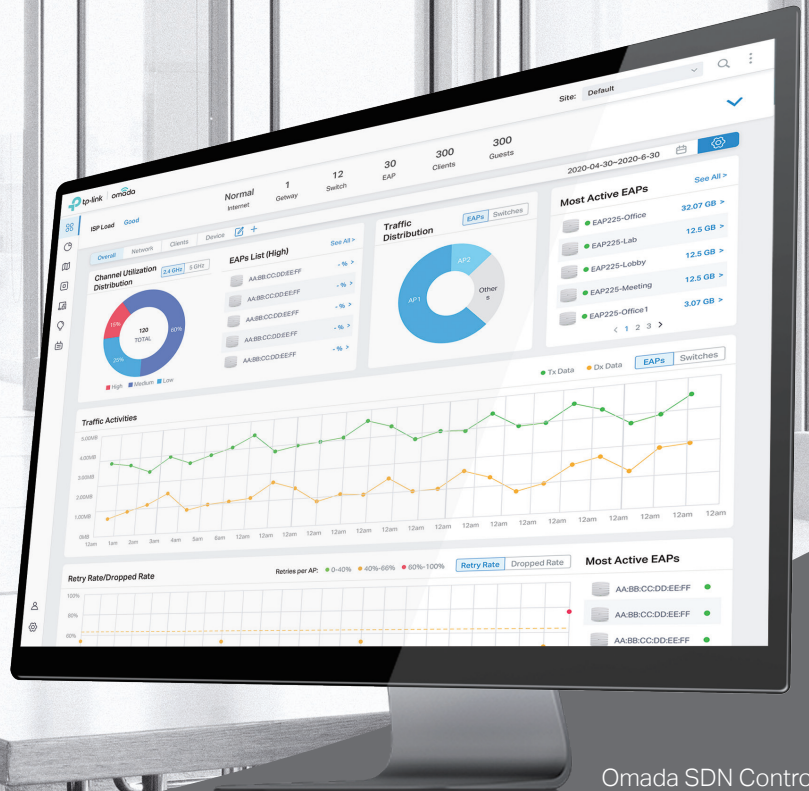 Site: Default
tp-link | omada
Normal
Internet
1
Getway
12
Switch
30
EAP
300
Clients
300
Guests
ISP Load Good
2020-04-30~2020-6-30
Overall Network Clients Device
Channel Utilization
Distribution
2.4 GHz 5 GHz
120
TOTAL
High Medium Low
EAPs List (High) See All >
AA:BB:CC:DD:EE:FF - % >
AA:BB:CC:DD:EE:FF - % >
AA:BB:CC:DD:EE:FF - % >
AA:BB:CC:DD:EE:FF - % >
AA:BB:CC:DD:EE:FF - % >
Traffic
Distribution
EAPs Switches
AP1
AP2
Other
s
Most Active EAPs See All >
EAP225-Office 32.07 GB >
EAP225-Lab 12.5 GB >
EAP225-Lobby 12.5 GB >
EAP225-Meeting 12.5 GB >
EAP225-Office1 3.07 GB >
< 1 2 3 >
Traffic Activities
Tx Data Dx Data EAPs Switches
5.00MB
4.00MB
3.00MB
2.00MB
1.00MB
0MB
12am 1am 2am 3am 4am 5am 6am 12am 12am 12am 12am 12am 12am 12am 12am 12am 12am 12am 12am 12am 12am 12am
Retry Rate/Dropped Rate
Retries per AP: 0-40% 40%-66% 60%-100% Retry Rate Dropped Rate
100%
80%
60%
Most Active EAPs
AA:BB:CC:DD:EE:FF
AA:BB:CC:DD:EE:FF
AA:BB:CC:DD:EE:FF
Omada SDN Contro